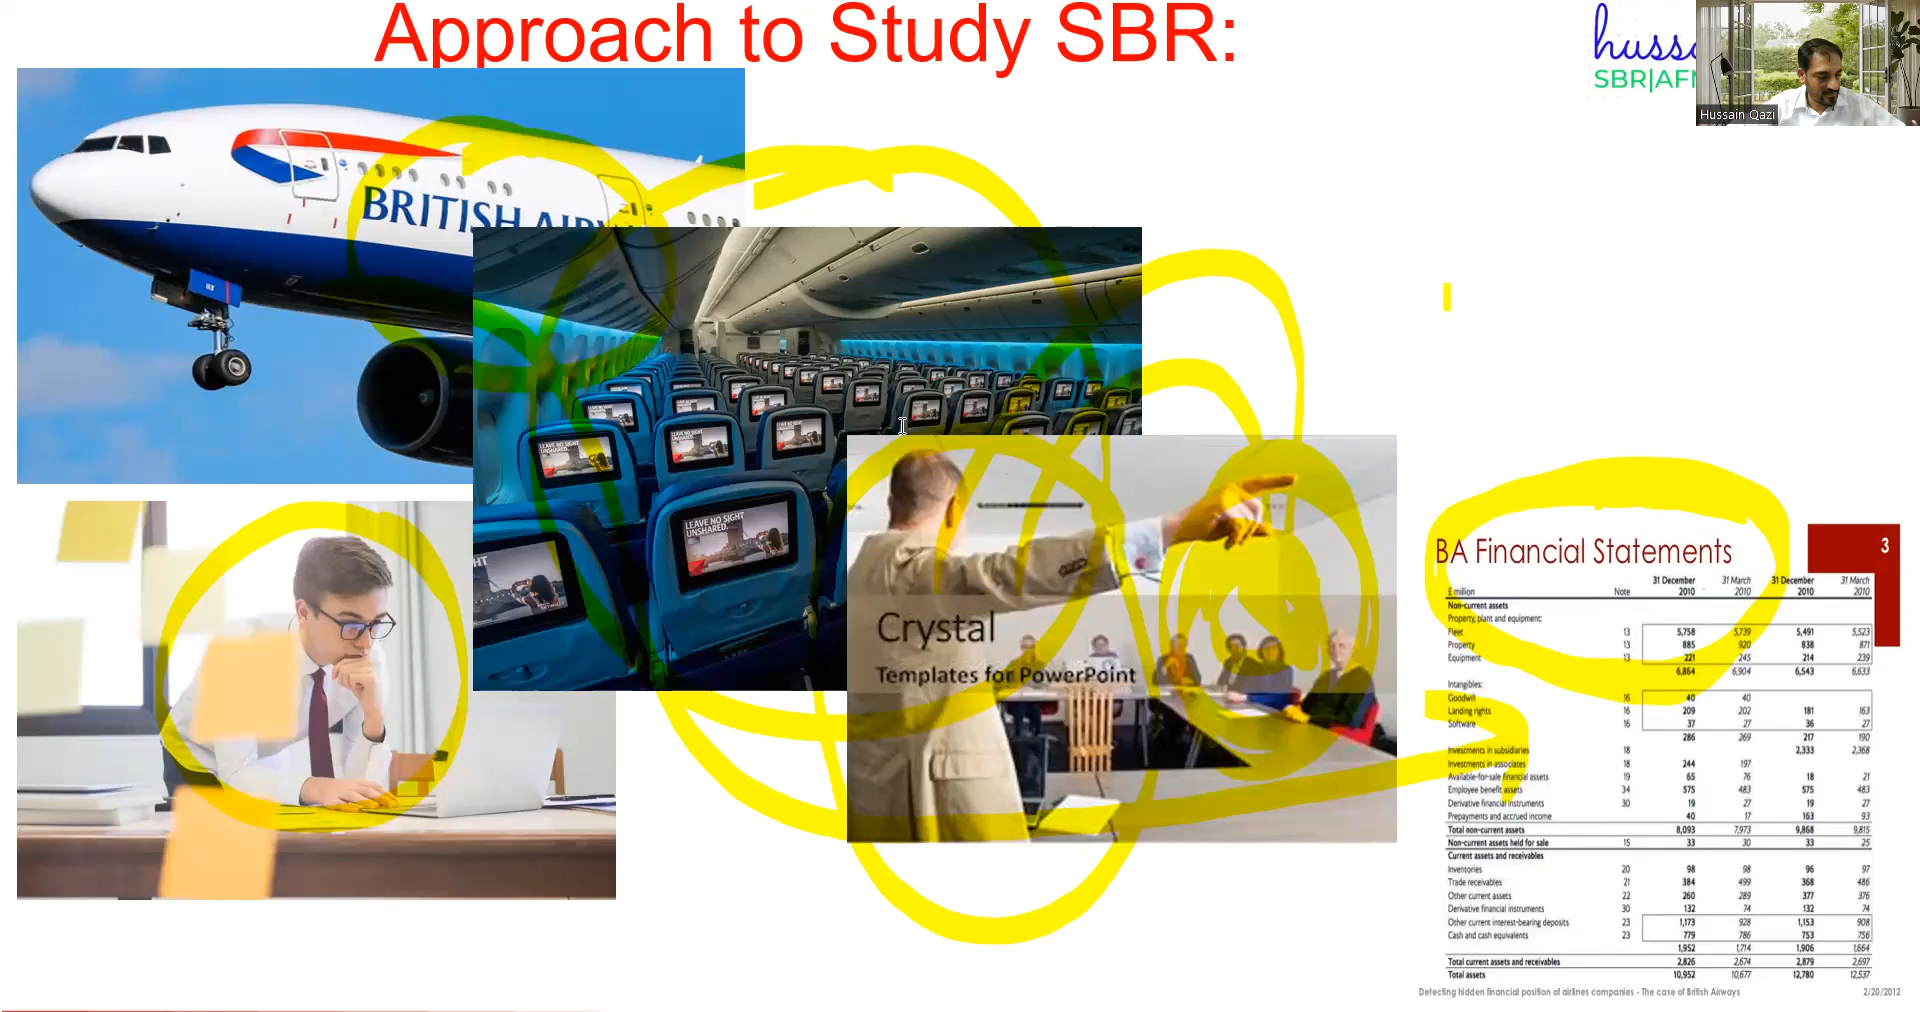 Approach to Study SBR:
SBR|AF
Hussain Qazi
BRITISH
LEAVE NO SIGHT
UNSHARED.
LEAVE NO SIGHT
UNSHARED.
LEAVE NO SIGHT
UNSHARED.
LEAVE NO SIGHT
UNSHARED.
Crystal
Templates for PowerPoint
BA Financial Statements
3
31 December 31 March 31 December 31 March
£ million Note 2010 2010 2010 2010
Non-current assets
Property, plant and equipment:
Fleet 13 5,758 5,739 5,491 5,523
Property 13 885 920 838 871
Equipment 13 221 245 214 239
6,864 6,904 6,543 6,633
Intangibles:
Goodwill 16 40 40
Landing rights 16 209 202 181 163
Software 16 37 27 36 27
286 269 217 190
Investments in subsidiaries 18 2,333 2,368
Investments in associates 18 244 197
Available-for-sale financial assets 19 65 76 18 21
Employee benefit assets 34 575 483 575 483
Derivative financial instruments 30 19 27 19 27
Prepayments and accrued income 40 17 163 93
Total non-current assets 8,093 7,973 9,868 9,815
Non-current assets held for sale 15 33 30 33 25
Current assets and receivables
Inventories 20 98 98 96 97
Trade receivables 21 384 499 368 486
Other current assets 22 260 289 377 376
Derivative financial instruments 30 132 74 132 74
Other current interest-bearing deposits 23 1,173 928 1,153 908
Cash and cash equivalents 23 779 786 753 756
1,952 1,714 1,906 1,664
Total current assets and receivables 2,826 2,674 2,879 2,697
Total assets 10,952 10,677 12,780 12,537
Detecting hidden financial position of airlines companies - The case of British Airways 2/20/2012